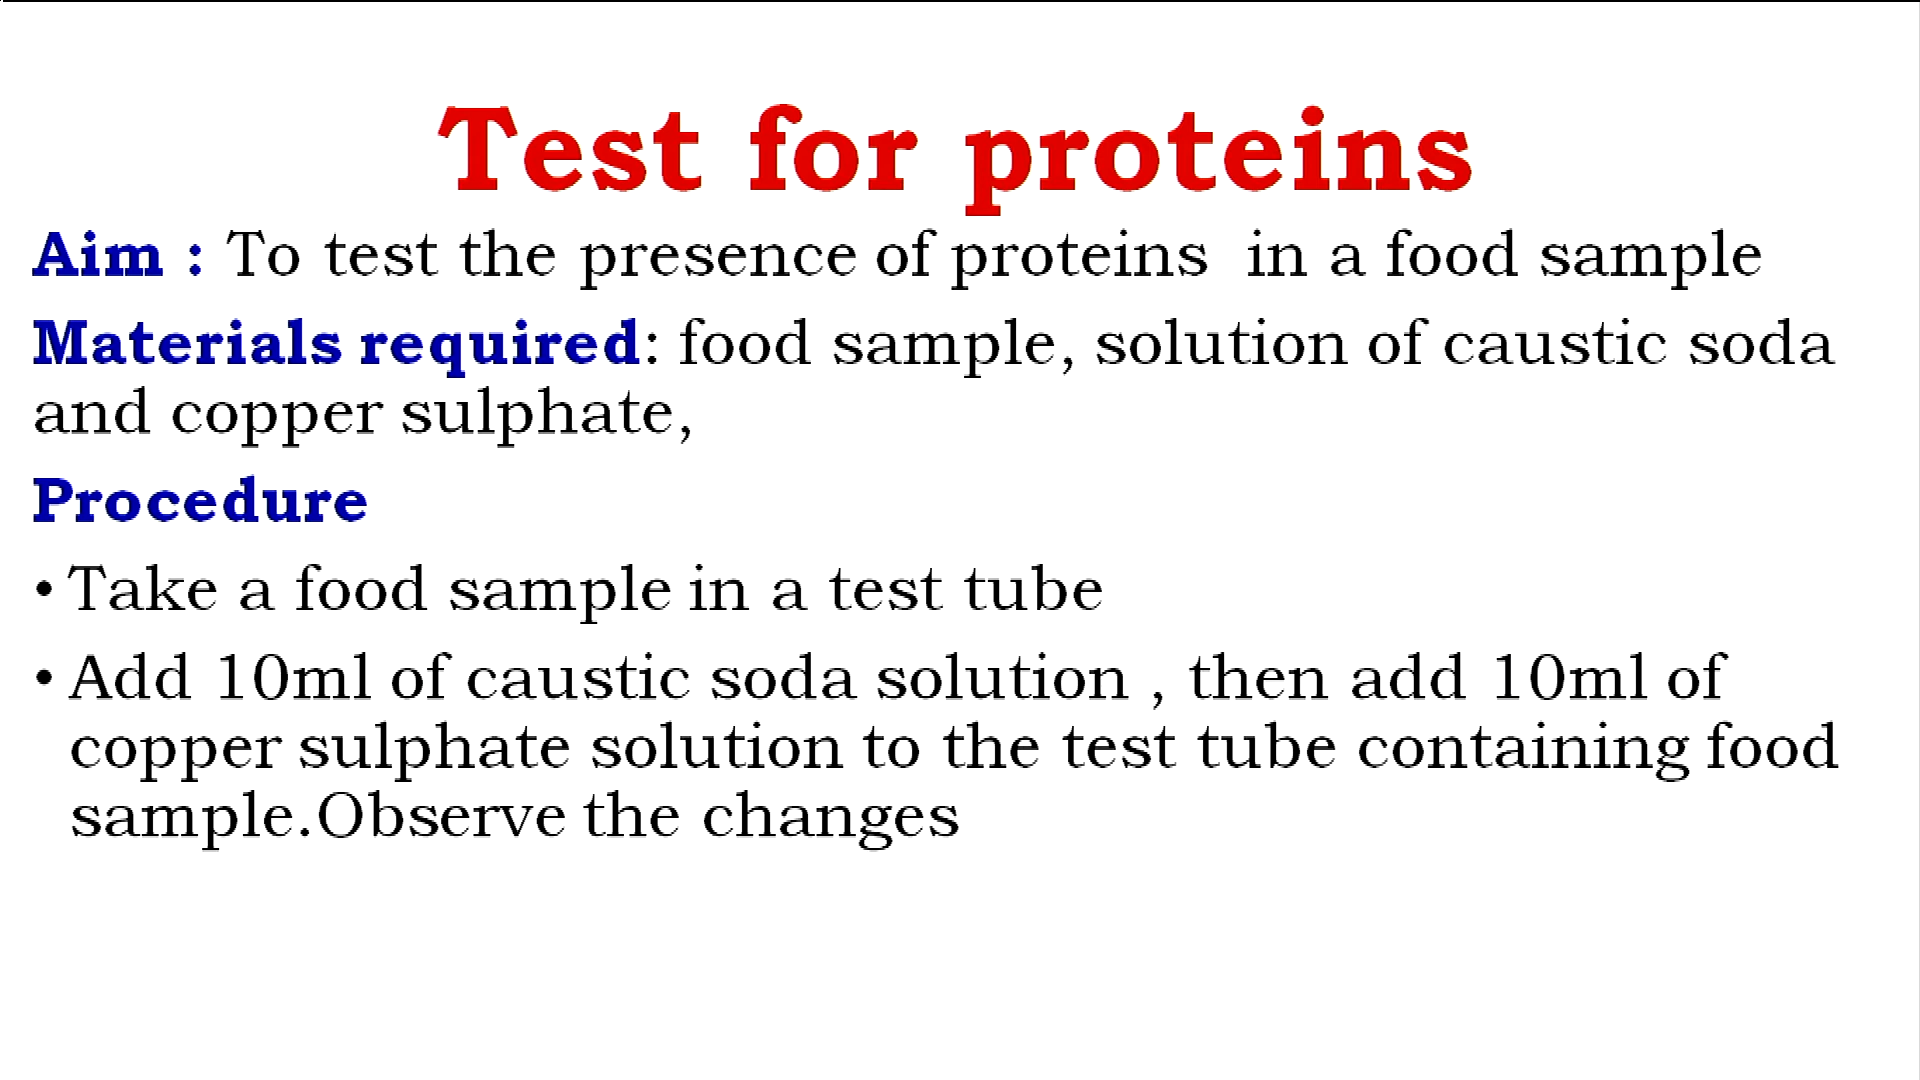 Test for proteins
Aim : To test the presence of proteins  in a food sample
Materials required: food sample, solution of caustic soda
and copper sulphate,
Procedure
• Take a food sample in a test tube
• Add 10ml of caustic soda solution , then add 10ml of
copper sulphate solution to the test tube containing food
sample.Observe the changes